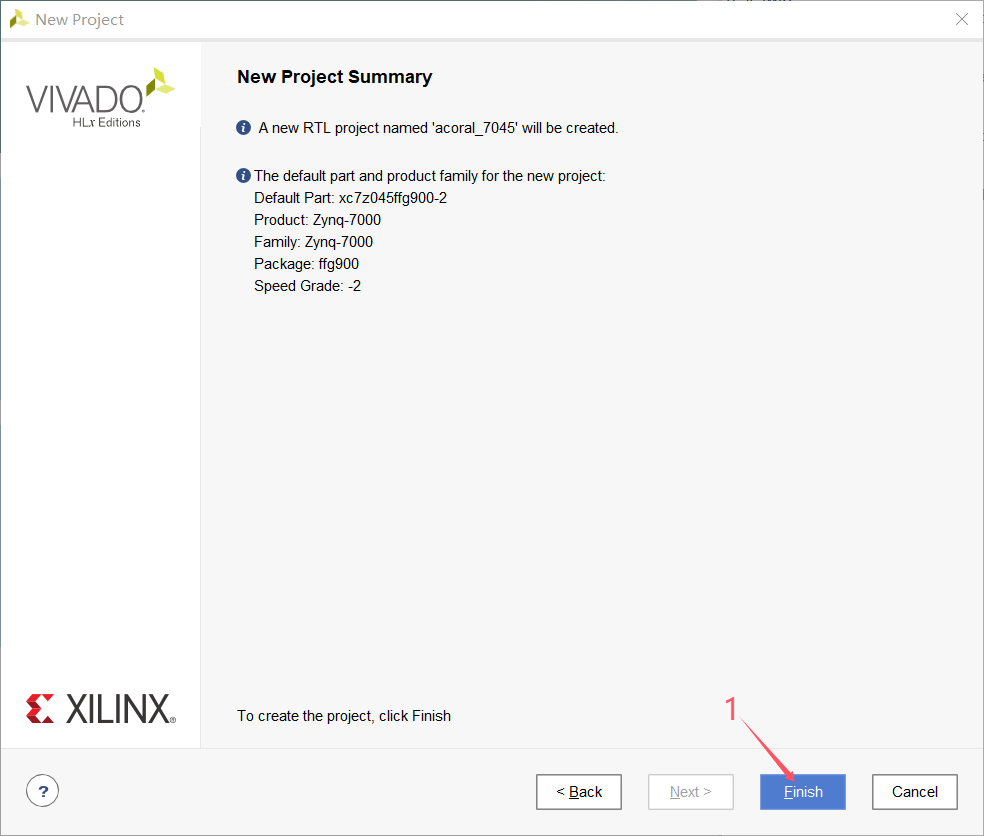 New Project
VIVADO
HLx Editions
New Project Summary
A new RTL project named 'acoral_7045' will be created.
The default part and product family for the new project:
Default Part: xc7z045ffg900-2
Product: Zynq-7000
Family: Zynq-7000
Package: ffg900
Speed Grade: -2
XILINX®
To create the project, click Finish
1
?
< Back
Next >
Finish
Cancel